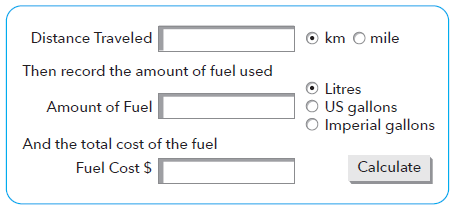 Distance Traveled km mile
Then record the amount of fuel used
Litres
Amount of Fuel US gallons
Imperial gallons
And the total cost of the fuel
Fuel Cost $ Calculate